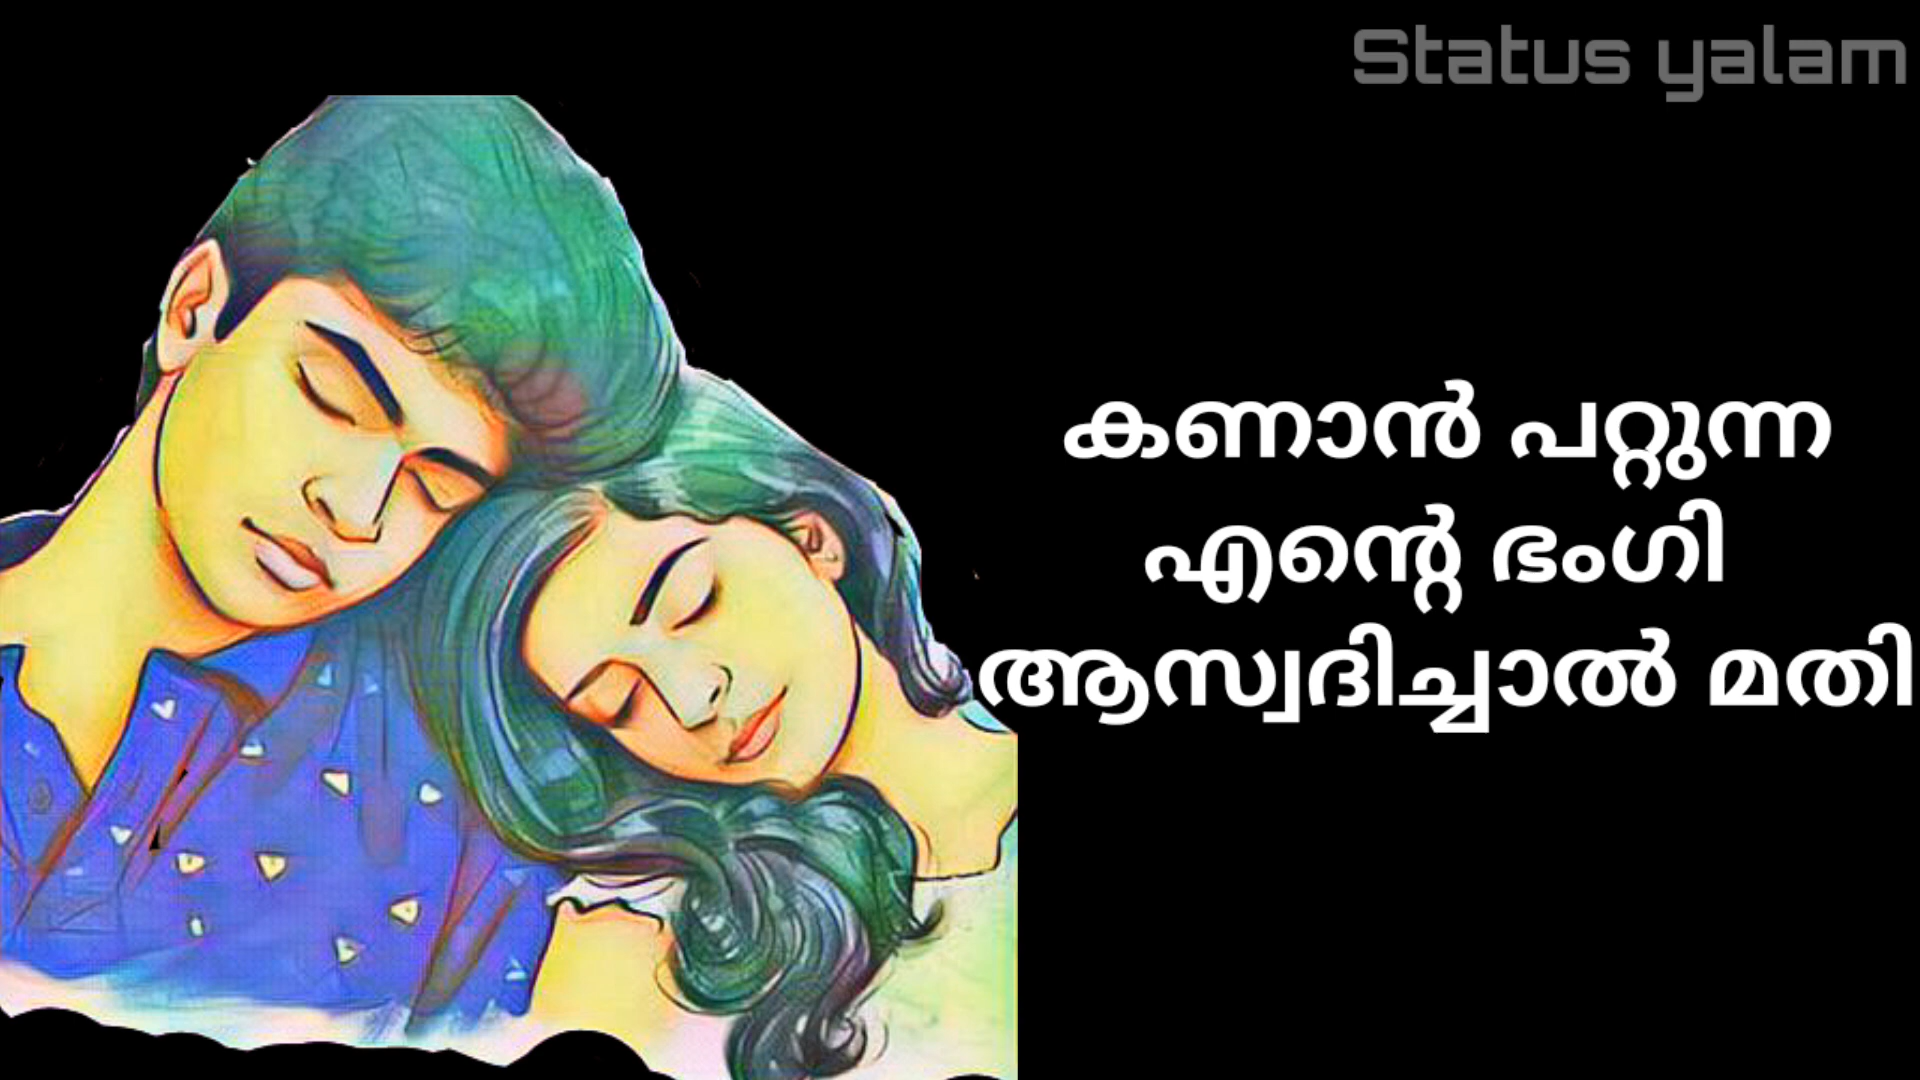 Status yalam
കണാൻ പറ്റുന്ന
എന്റെ ഭംഗി
ആസ്വദിച്ചാൽ മതി